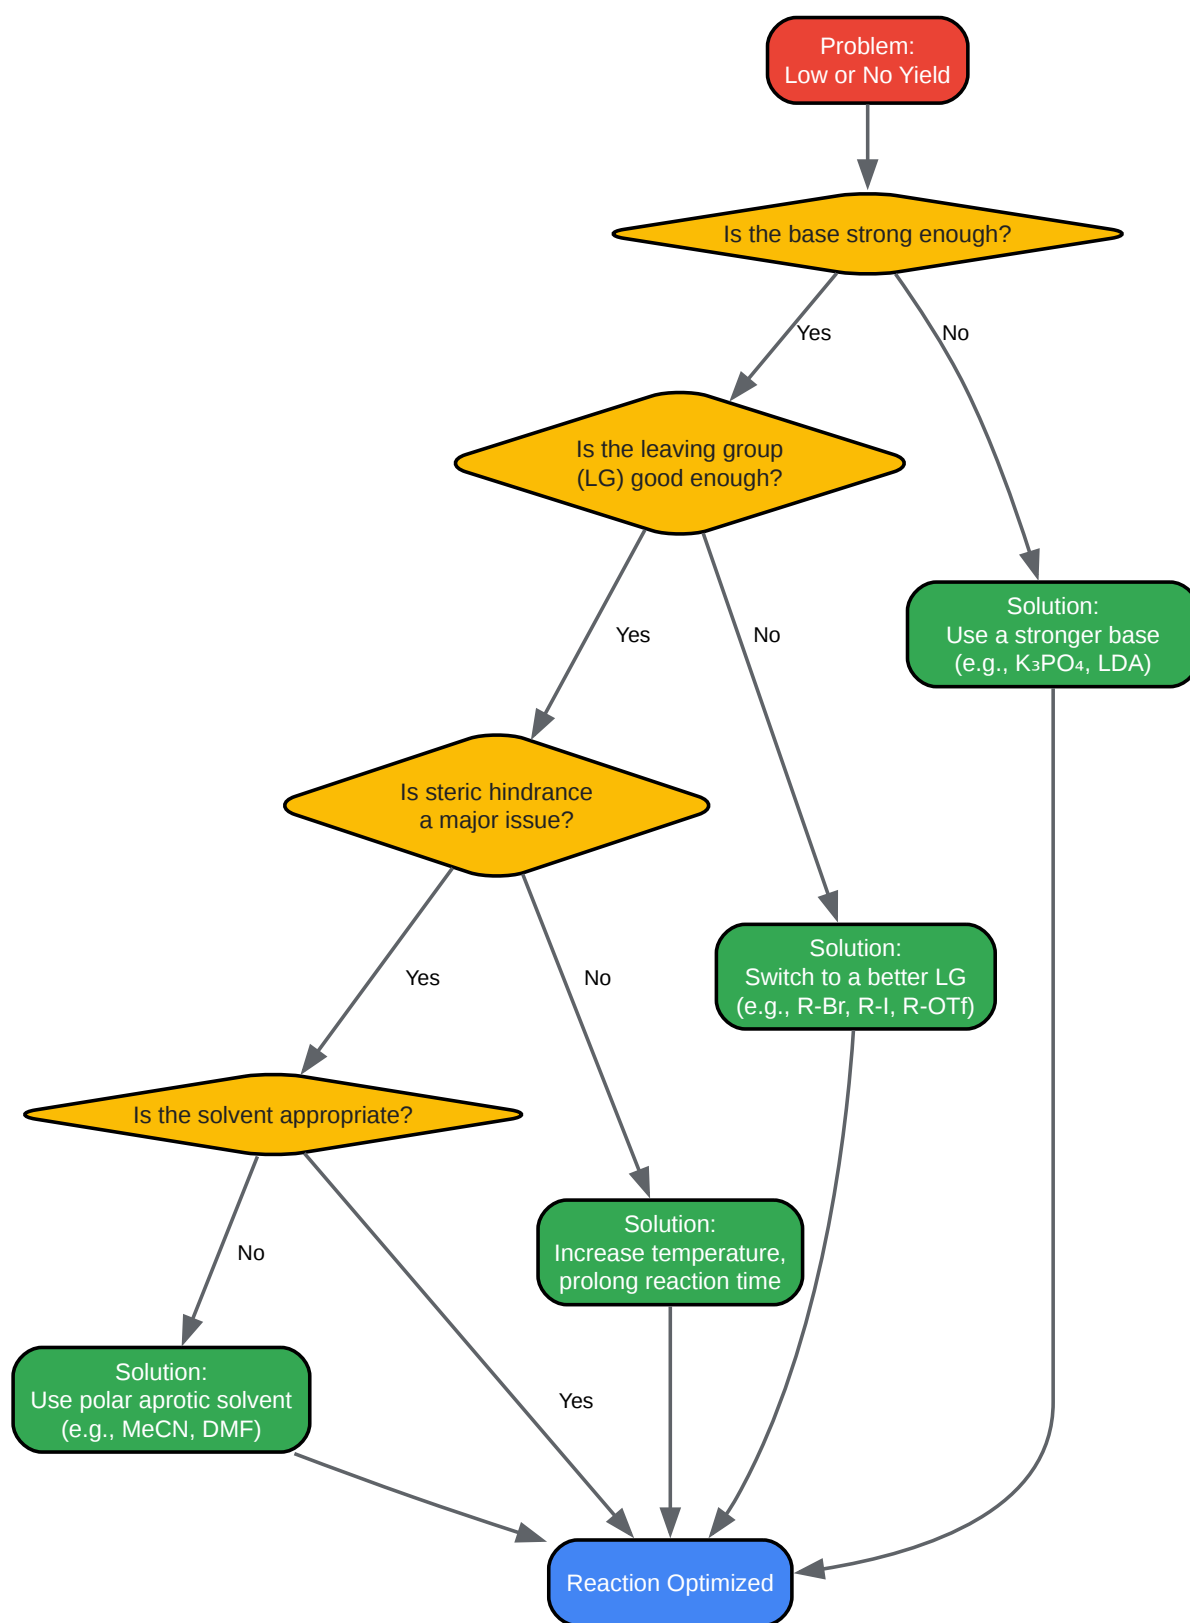 Problem:
Low or No Yield
Is the base strong enough?
Yes
No
Is the leaving group
(LG) good enough?
Solution:
Use a stronger base
(e.g., K₃PO₄, LDA)
Yes
No
Is steric hindrance
a major issue?
Solution:
Switch to a better LG
(e.g., R-Br, R-I, R-OTf)
Yes
No
Is the solvent appropriate?
Solution:
Increase temperature,
prolong reaction time
No
Yes
Solution:
Use polar aprotic solvent
(e.g., MeCN, DMF)
Reaction Optimized